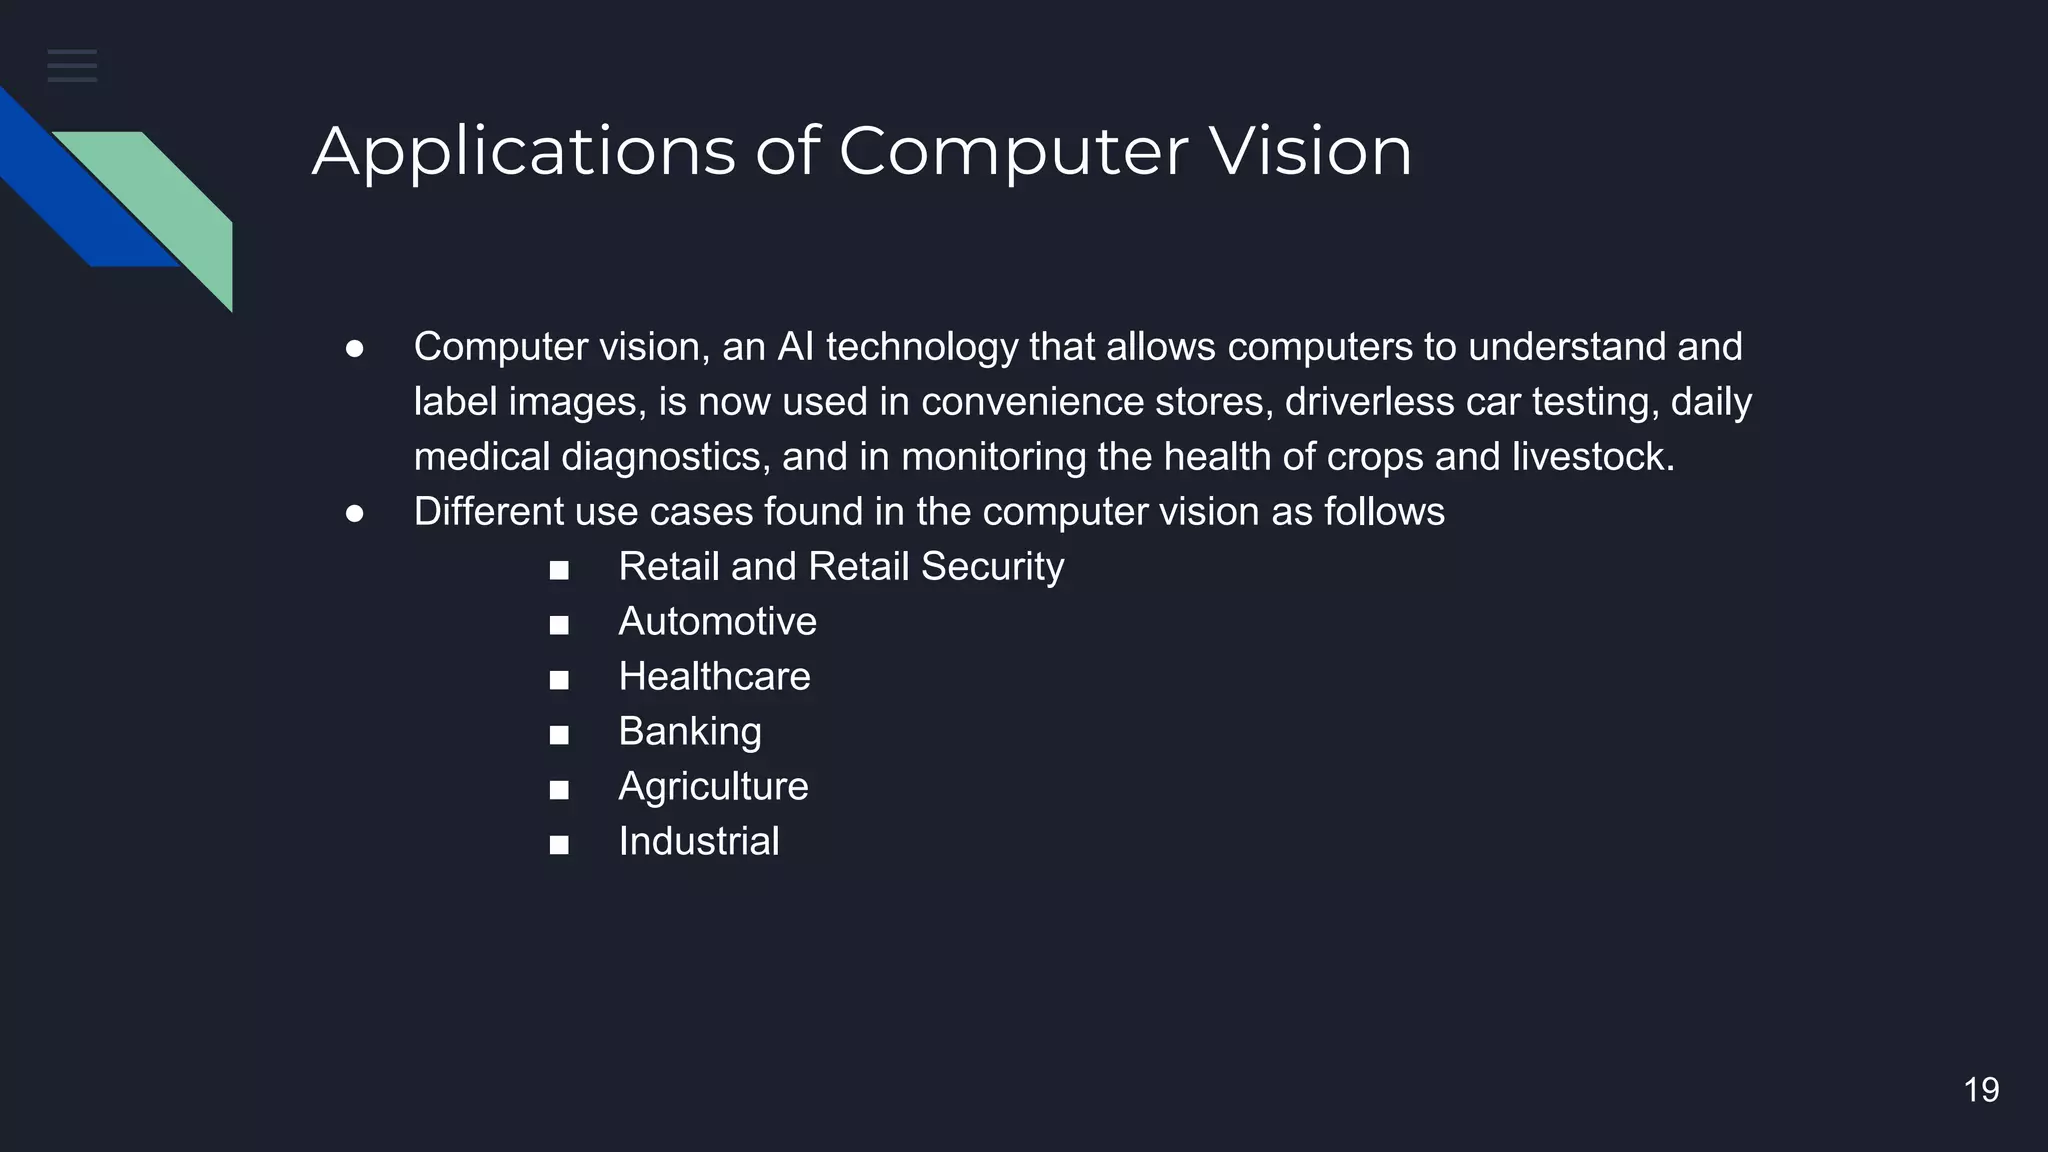 Applications of Computer Vision
● Computer vision, an AI technology that allows computers to understand and
label images, is now used in convenience stores, driverless car testing, daily
medical diagnostics, and in monitoring the health of crops and livestock.
● Different use cases found in the computer vision as follows
■ Retail and Retail Security
■ Automotive
■ Healthcare
■ Banking
■ Agriculture
■ Industrial
19